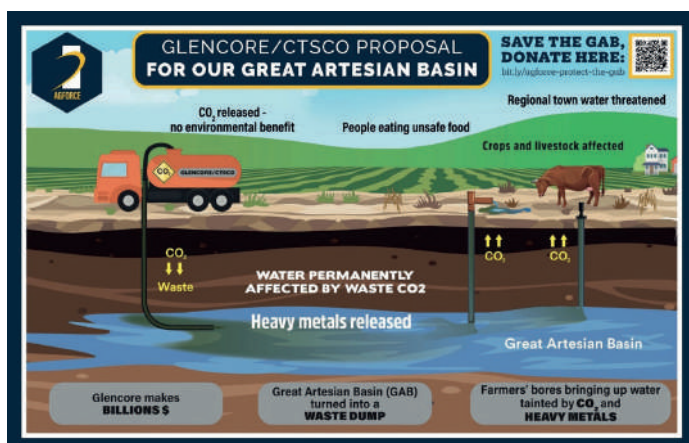 AGFORCE
GLENCORE/CTSCO PROPOSAL
FOR OUR GREAT ARTESIAN BASIN
SAVE THE GAB,
DONATE HERE:
bit.ly/agforce-protect-the-gab
CO2 released -
no environmental benefit
People eating unsafe food
Regional town water threatened
Crops and livestock affected
CO2
GLENCORE/CTSCO
CO2
Waste
CO2
CO2
WATER PERMANENTLY
AFFECTED BY WASTE CO2
Heavy metals released
Great Artesian Basin
Glencore makes
BILLIONS $
Great Artesian Basin (GAB)
turned into a
WASTE DUMP
Farmers' bores bringing up water
tainted by CO2 and
HEAVY METALS